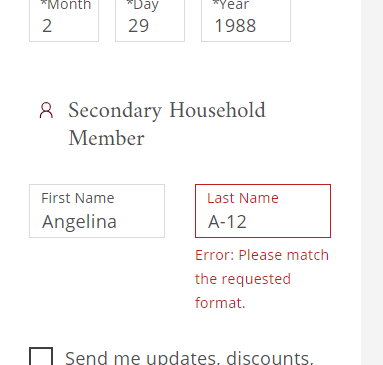 *Month *Day *Year
2 29 1988
Secondary Household
Member
First Name Last Name
Angelina A-12
Error: Please match
the requested
format.
Send me updates, discounts,